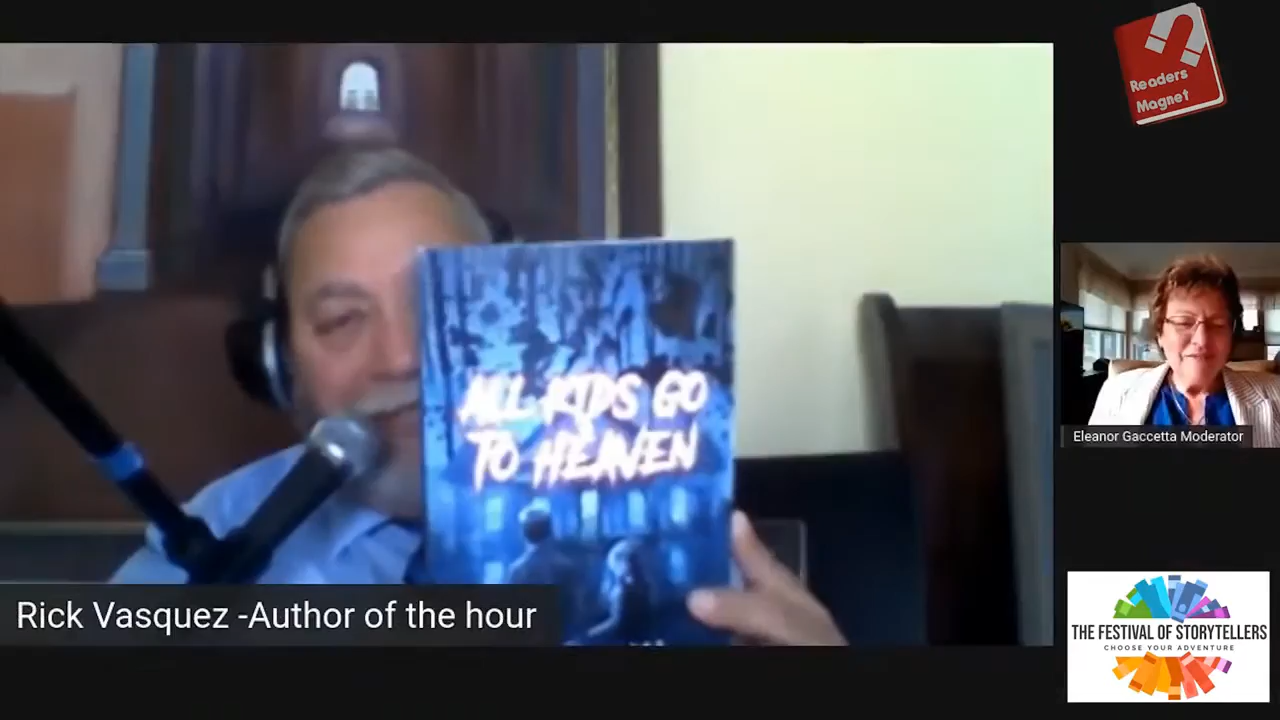 Readers
Magnet
ALL KIDS GO
TO HEAVEN
Eleanor Gaccetta Moderator
Rick Vasquez -Author of the hour
THE FESTIVAL OF STORYTELLERS
CHOOSE YOUR ADVENTURE